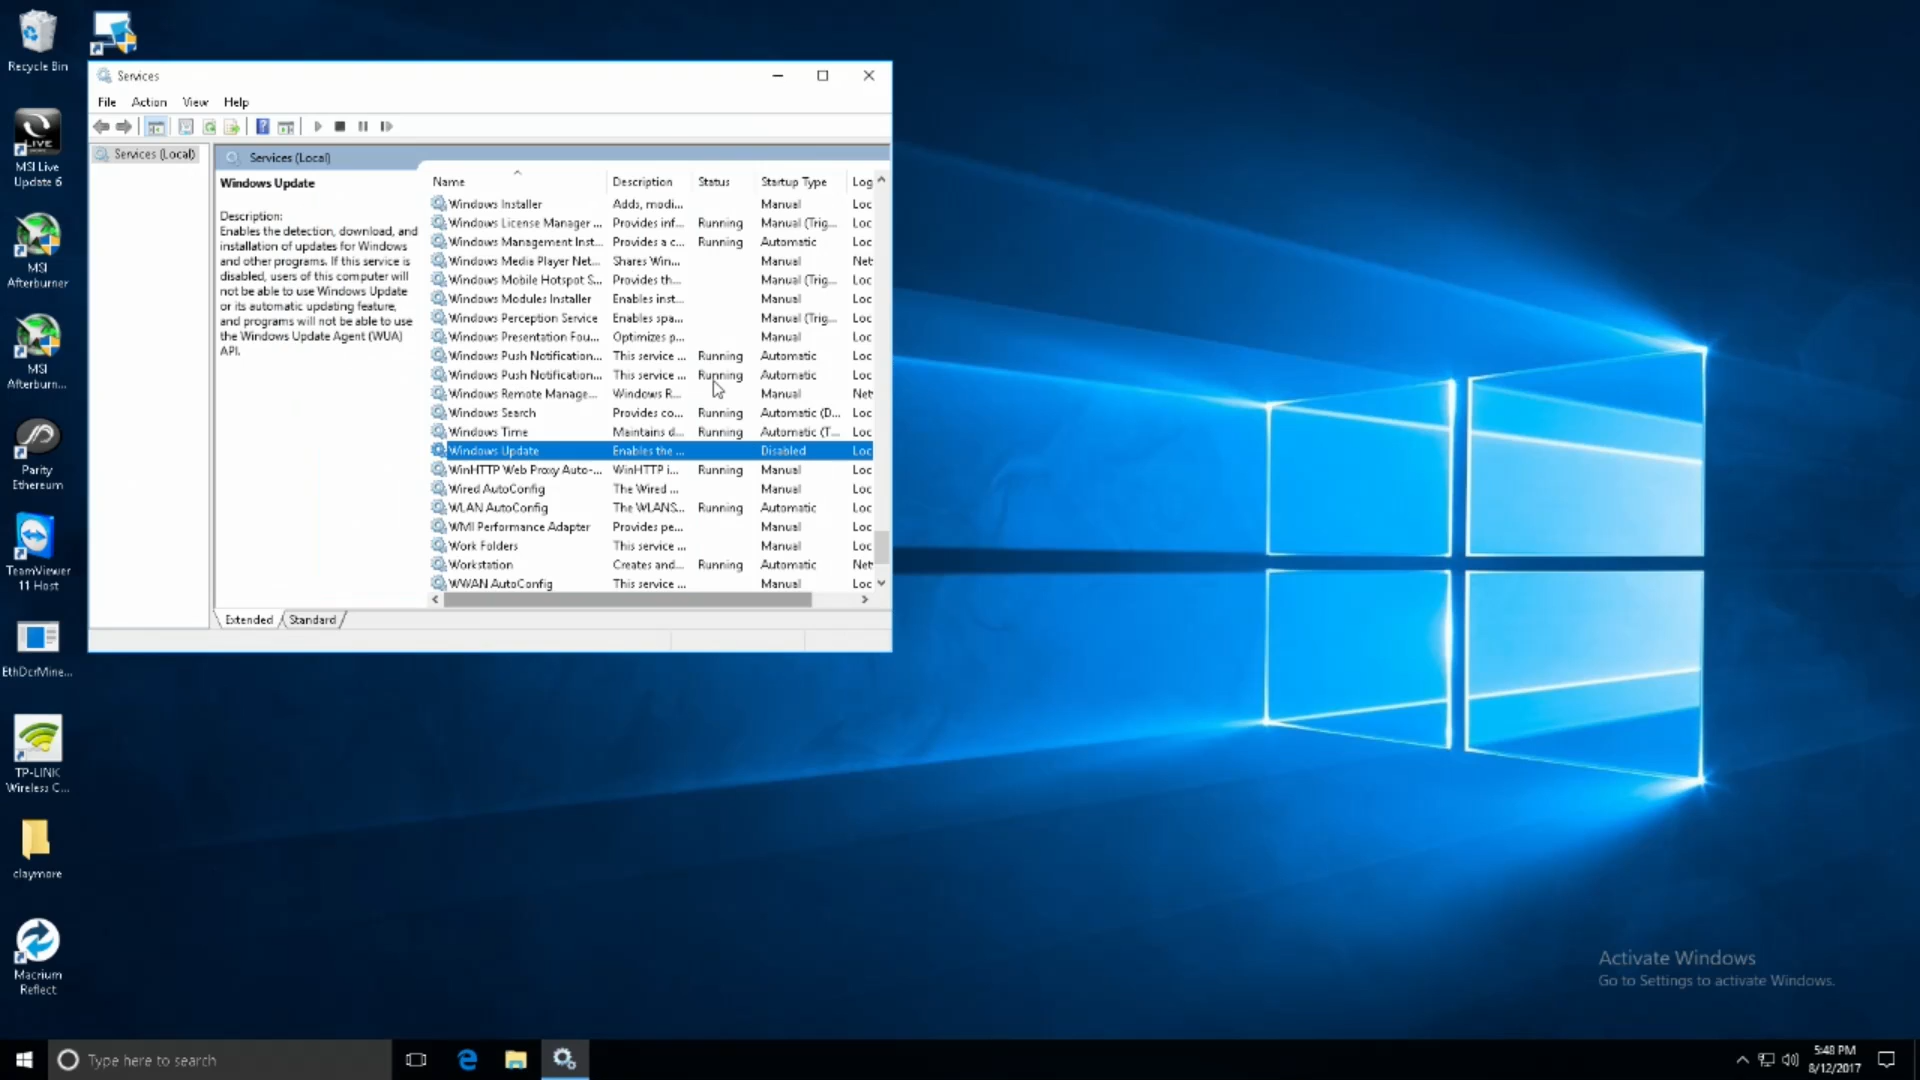 Recycle Bin
MSI Live
Update 6
MSI
Afterburner
MSI
Afterburn...
Parity
Ethereum
TeamViewer
11 Host
EthDcrMine...
TP-LINK
Wireless C...
claymore
Macrium
Reflect
Services
File Action View Help
Services (Local)
Services (Local)
Windows Update
Description:
Enables the detection, download, and
installation of updates for Windows
and other programs. If this service is
disabled, users of this computer will
not be able to use Windows Update
or its automatic updating feature,
and programs will not be able to use
the Windows Update Agent (WUA)
API.
Name Description Status Startup Type Log
Windows Installer Adds, modi... Manual Loc
Windows License Manager ... Provides inf... Running Manual (Trig... Loc
Windows Management Inst... Provides a c... Running Automatic Loc
Windows Media Player Net... Shares Win... Manual Net
Windows Mobile Hotspot S... Provides th... Manual (Trig... Loc
Windows Modules Installer Enables inst... Manual Loc
Windows Perception Service Enables spa... Manual (Trig... Loc
Windows Presentation Fou... Optimizes p... Manual Loc
Windows Push Notification... This service ... Running Automatic Loc
Windows Push Notification... This service ... Running Automatic Loc
Windows Remote Manage... Windows R... Manual Net
Windows Search Provides co... Running Automatic (D... Loc
Windows Time Maintains d... Running Automatic (T... Loc
Windows Update Enables the ... Disabled Loc
WinHTTP Web Proxy Auto-... WinHTTP i... Running Manual Loc
Wired AutoConfig The Wired ... Manual Loc
WLAN AutoConfig The WLANS... Running Automatic Loc
WMI Performance Adapter Provides pe... Manual Loc
Work Folders This service ... Manual Loc
Workstation Creates and... Running Automatic Net
WWAN AutoConfig This service ... Manual Loc
Extended Standard
Activate Windows
Go to Settings to activate Windows.
Type here to search
5:48 PM
8/12/2017